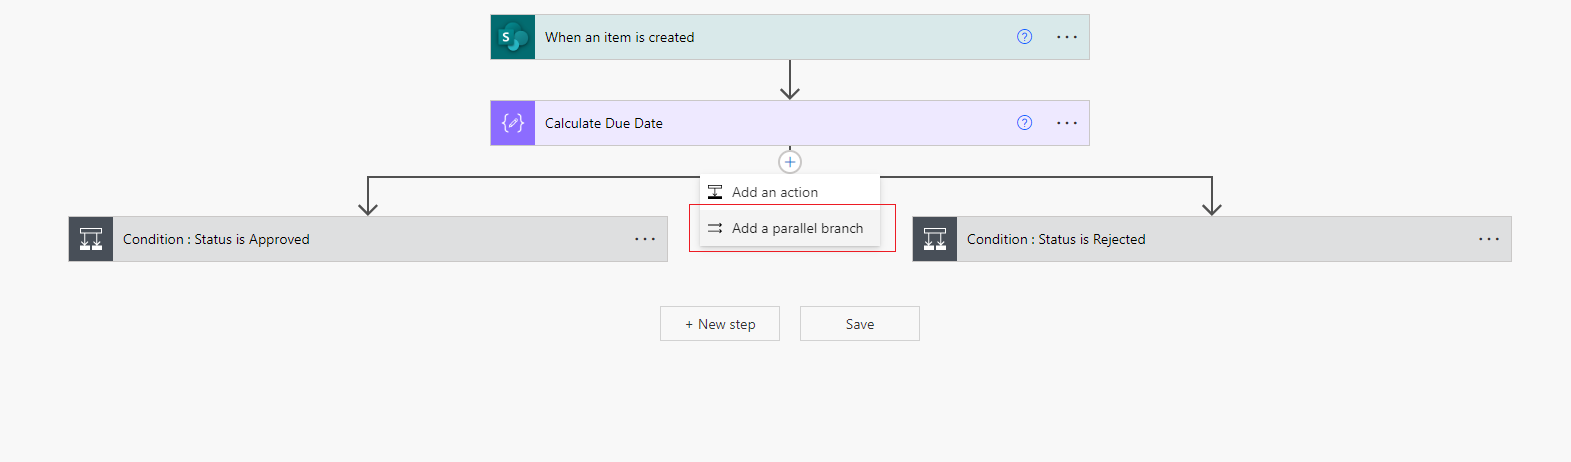 S When an item is created ? ...
{} Calculate Due Date ? ...
+
Add an action
Add a parallel branch
Condition : Status is Approved ...
Condition : Status is Rejected ...
+ New step
Save